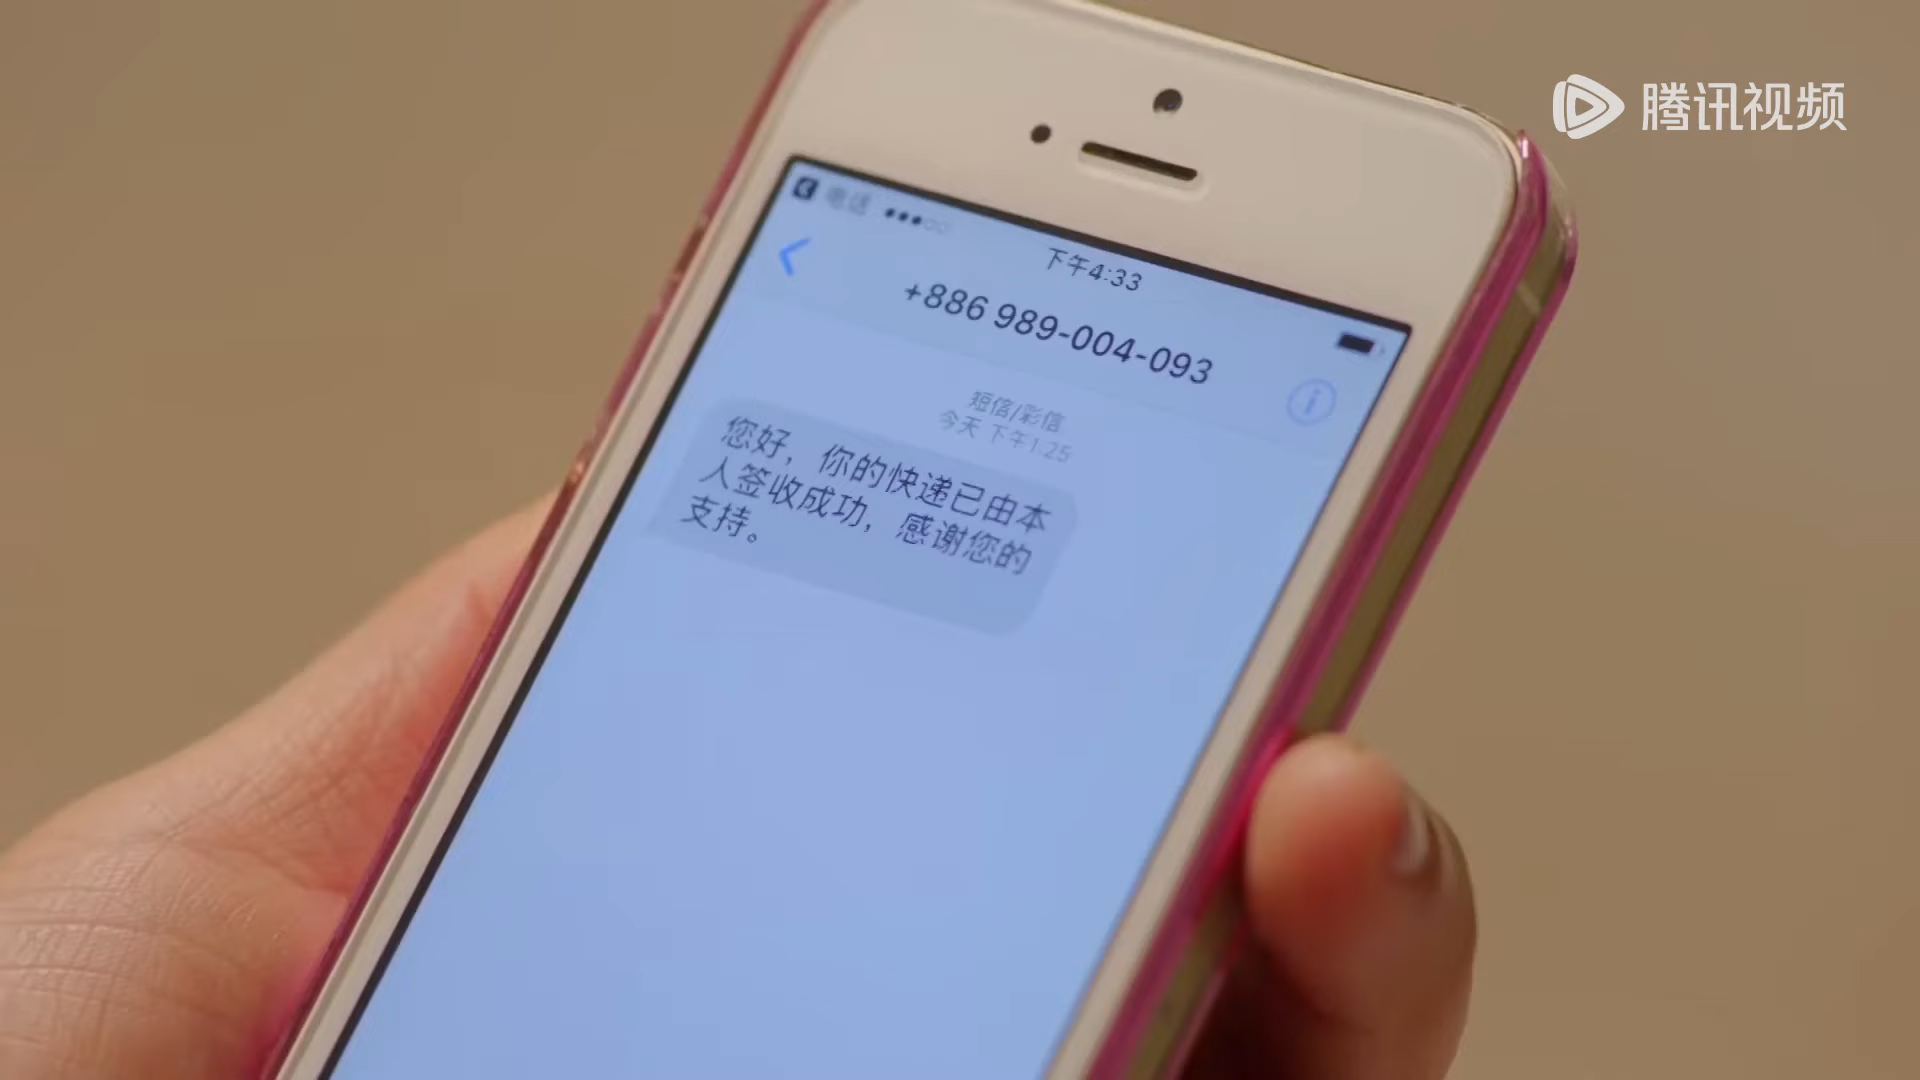 腾讯视频
电话
下午4:33
+886 989-004-093
短信/彩信
今天 下午1:25
您好，你的快递已由本
人签收成功，感谢您的
支持。